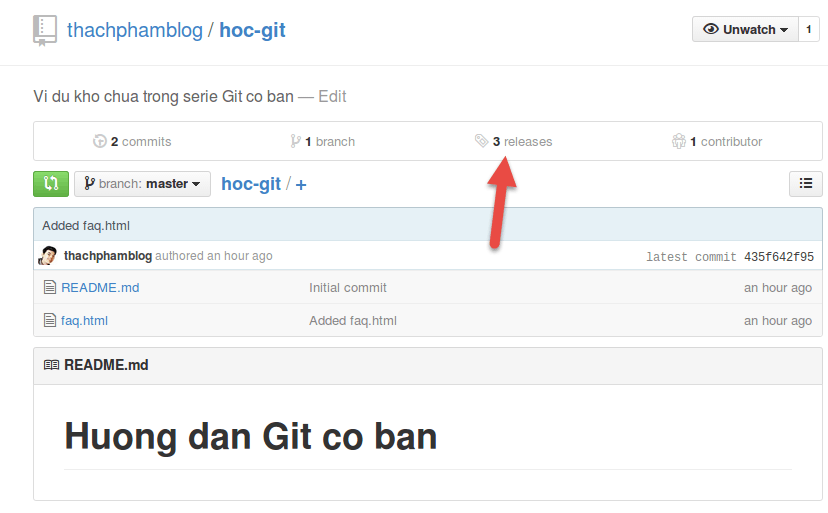 thachphamblog / hoc-git
Unwatch 1
Vi du kho chua trong serie Git co ban — Edit
2 commits 1 branch 3 releases 1 contributor
branch: master hoc-git / +
Added faq.html
thachphamblog authored an hour ago latest commit 435f642f95
README.md Initial commit an hour ago
faq.html Added faq.html an hour ago
README.md
Huong dan Git co ban